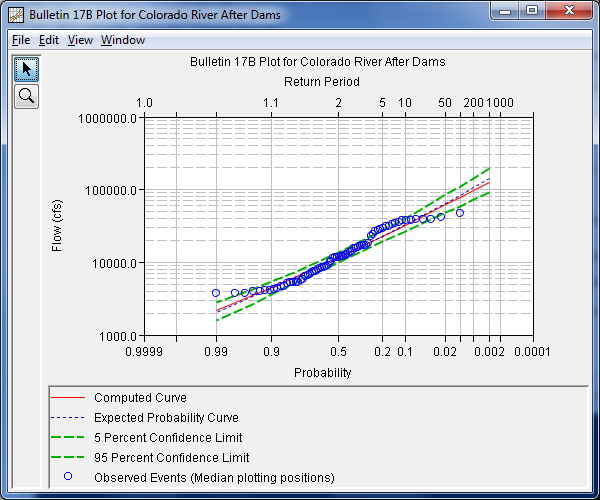 Bulletin 17B Plot for Colorado River After Dams
File Edit View Window
Bulletin 17B Plot for Colorado River After Dams
Return Period
1.0 1.1 2 5 10 50 200 1000
1000000.0
100000.0
10000.0
1000.0
Flow (cfs)
0.9999 0.99 0.9 0.5 0.2 0.1 0.02 0.002 0.0001
Probability
Computed Curve
Expected Probability Curve
5 Percent Confidence Limit
95 Percent Confidence Limit
Observed Events (Median plotting positions)